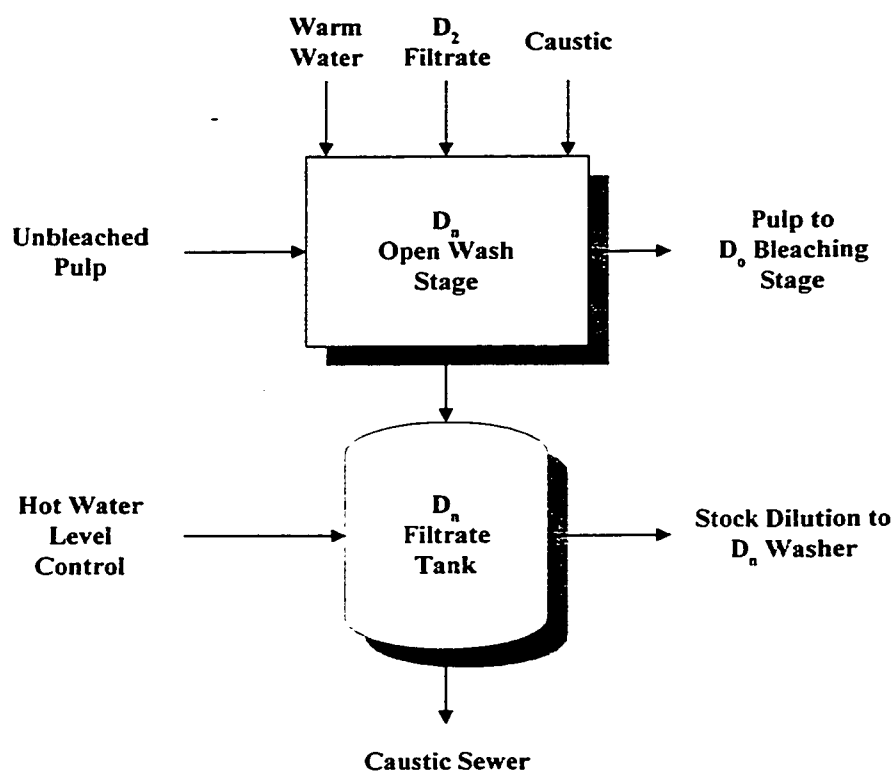 Warm
Water
D₂
Filtrate
Caustic
Unbleached
Pulp
Dₙ
Open Wash
Stage
Pulp to
Dₒ Bleaching
Stage
Hot Water
Level
Control
Dₙ
Filtrate
Tank
Stock Dilution to
Dₙ Washer
Caustic Sewer